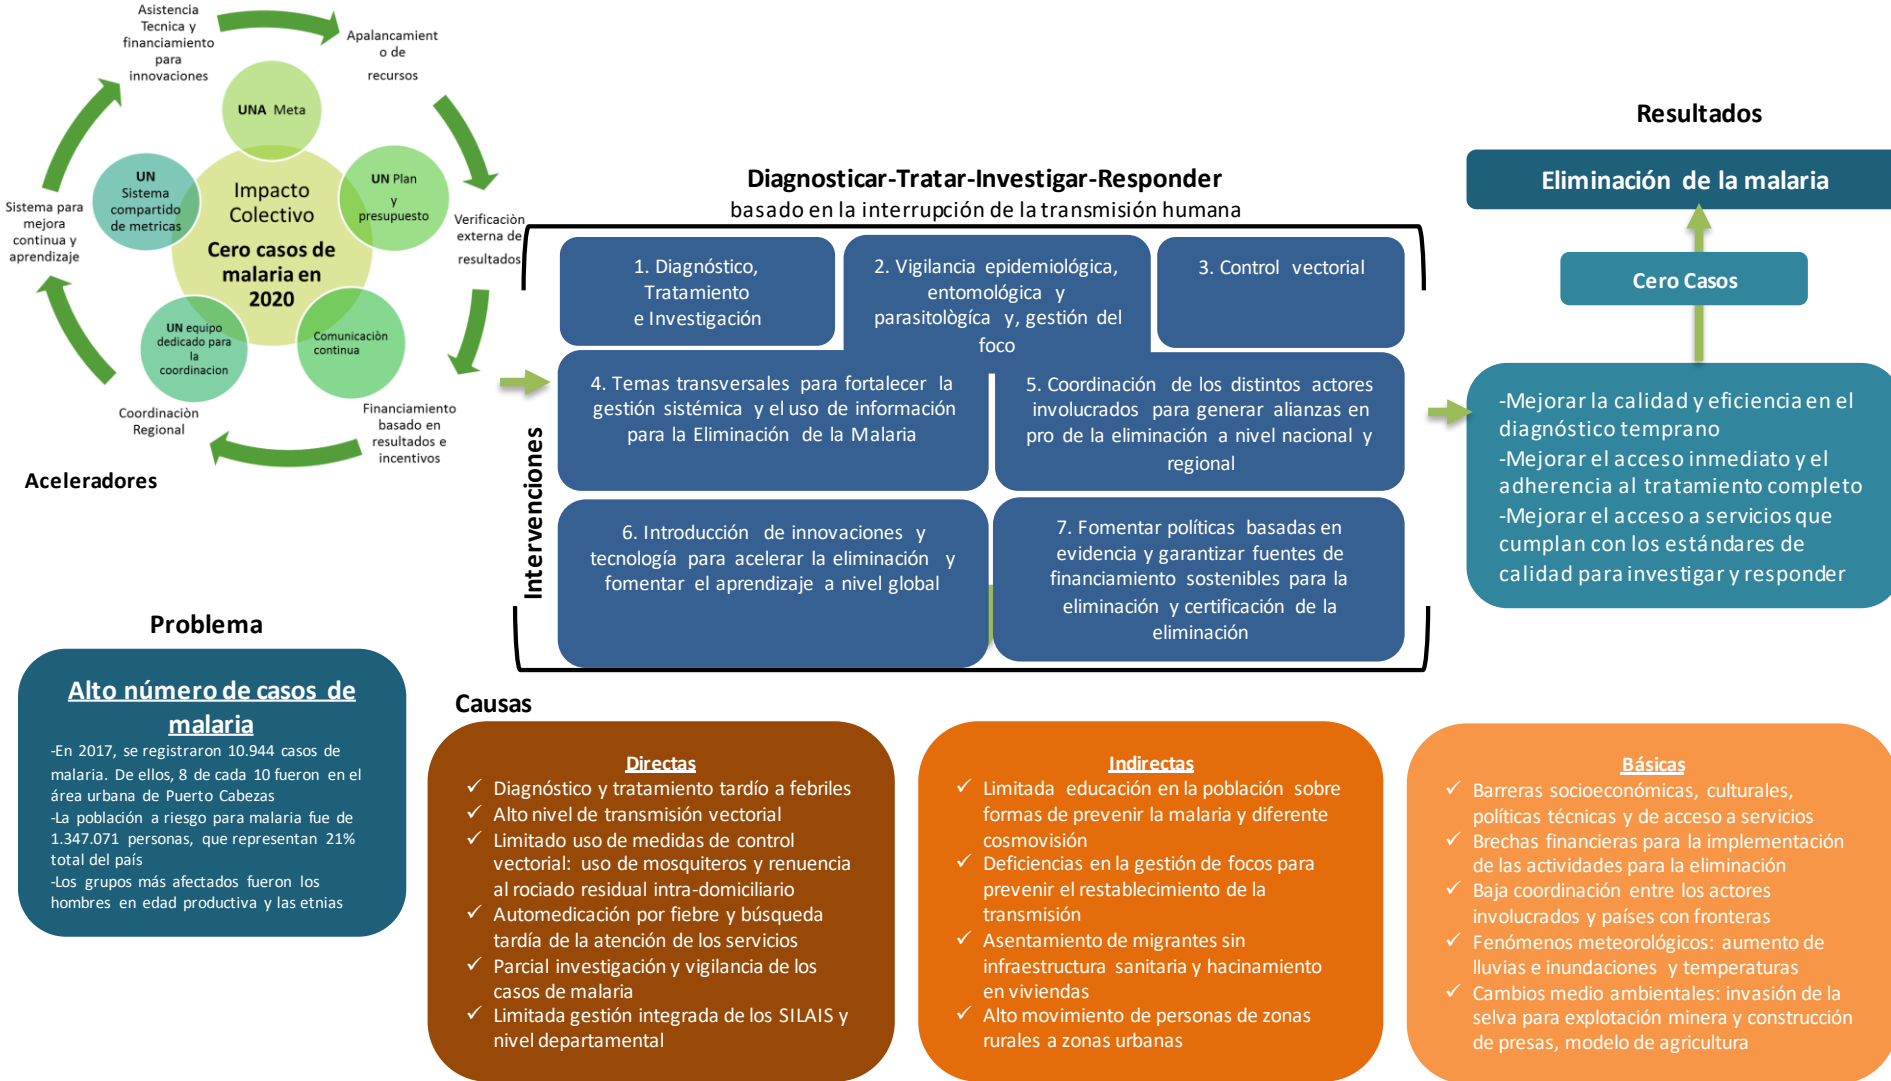 Asistencia
Tecnica y
financiamiento
para
innovaciones
Apalancamient
o de
recursos
Verificaciòn
externa de
resultados
Financiamiento
basado en
resultados e
incentivos
Coordinaciòn
Regional
Sistema para
mejora
continua y
aprendizaje
UNA Meta
UN Plan
y
presupuesto
Comunicaciòn
continua
UN equipo
dedicado para
la
coordinacion
UN
Sistema
compartido
de metricas
Impacto
Colectivo
Cero casos de
malaria en
2020
Aceleradores
Diagnosticar-Tratar-Investigar-Responder
basado en la interrupción de la transmisión humana
Intervenciones
1. Diagnóstico,
Tratamiento
e Investigación
2. Vigilancia epidemiológica,
entomológica y
parasitològíca y, gestión del
foco
3. Control vectorial
4. Temas transversales para fortalecer la
gestión sistémica y el uso de información
para la Eliminación de la Malaria
5. Coordinación de los distintos actores
involucrados para generar alianzas en
pro de la eliminación a nivel nacional y
regional
6. Introducción de innovaciones y
tecnología para acelerar la eliminación y
fomentar el aprendizaje a nivel global
7. Fomentar políticas basadas en
evidencia y garantizar fuentes de
financiamiento sostenibles para la
eliminación y certificación de la
eliminación
Resultados
Eliminación de la malaria
Cero Casos
-Mejorar la calidad y eficiencia en el
diagnóstico temprano
-Mejorar el acceso inmediato y el
adherencia al tratamiento completo
-Mejorar el acceso a servicios que
cumplan con los estándares de
calidad para investigar y responder
Problema
Alto número de casos de
malaria
-En 2017, se registraron 10.944 casos de
malaria. De ellos, 8 de cada 10 fueron en el
área urbana de Puerto Cabezas
-La población a riesgo para malaria fue de
1.347.071 personas, que representan 21%
total del país
-Los grupos más afectados fueron los
hombres en edad productiva y las etnias
Causas
Directas
✓ Diagnóstico y tratamiento tardío a febriles
✓ Alto nivel de transmisión vectorial
✓ Limitado uso de medidas de control
vectorial: uso de mosquiteros y renuencia
al rociado residual intra-domiciliario
✓ Automedicación por fiebre y búsqueda
tardía de la atención de los servicios
✓ Parcial investigación y vigilancia de los
casos de malaria
✓ Limitada gestión integrada de los SILAIS y
nivel departamental
Indirectas
✓ Limitada educación en la población sobre
formas de prevenir la malaria y diferente
cosmovisión
✓ Deficiencias en la gestión de focos para
prevenir el restablecimiento de la
transmisión
✓ Asentamiento de migrantes sin
infraestructura sanitaria y hacinamiento
en viviendas
✓ Alto movimiento de personas de zonas
rurales a zonas urbanas
Básicas
✓ Barreras socioeconómicas, culturales,
políticas técnicas y de acceso a servicios
✓ Brechas financieras para la implementación
de las actividades para la eliminación
✓ Baja coordinación entre los actores
involucrados y países con fronteras
✓ Fenómenos meteorológicos: aumento de
lluvias e inundaciones y temperaturas
✓ Cambios medio ambientales: invasión de la
selva para explotación minera y construcción
de presas, modelo de agricultura